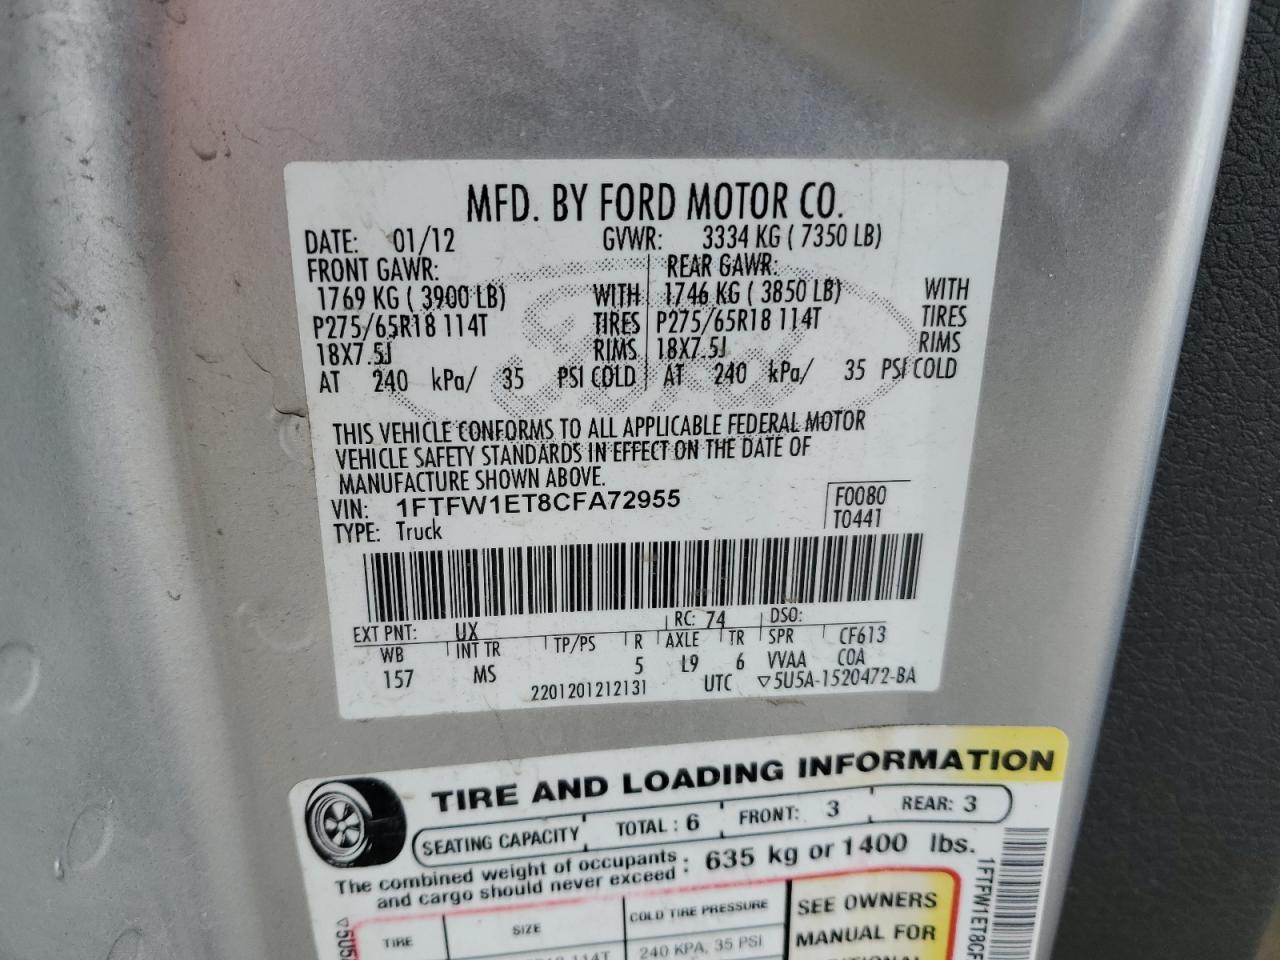 MFD. BY FORD MOTOR CO.
DATE: 01/12 GVWR: 3334 KG ( 7350 LB)
FRONT GAWR: REAR GAWR:
1769 KG ( 3900 LB) WITH 1746 KG ( 3850 LB) WITH
P275/65R18 114T TIRES P275/65R18 114T TIRES
18X7.5J RIMS 18X7.5J RIMS
AT 240 kPa/ 35 PSI COLD AT 240 kPa/ 35 PSI COLD
THIS VEHICLE CONFORMS TO ALL APPLICABLE FEDERAL MOTOR
VEHICLE SAFETY STANDARDS IN EFFECT ON THE DATE OF
MANUFACTURE SHOWN ABOVE.
VIN: 1FTFW1ET8CFA72955 F0080
TYPE: Truck T0441
EXT PNT: UX RC: 74 DSO:
WB INT TR TP/PS R AXLE TR SPR CF613
157 MS 5 L9 6 VVAA C0A
2201201212131 UTC ▽5U5A-1520472-BA
TIRE AND LOADING INFORMATION
SEATING CAPACITY TOTAL : 6 FRONT: 3 REAR: 3
The combined weight of occupants and cargo should never exceed : 635 kg or 1400 lbs.
TIRE SIZE COLD TIRE PRESSURE SEE OWNERS
114T 240 KPA, 35 PSI MANUAL FOR
▽5U5
1FTFW1ET8CF